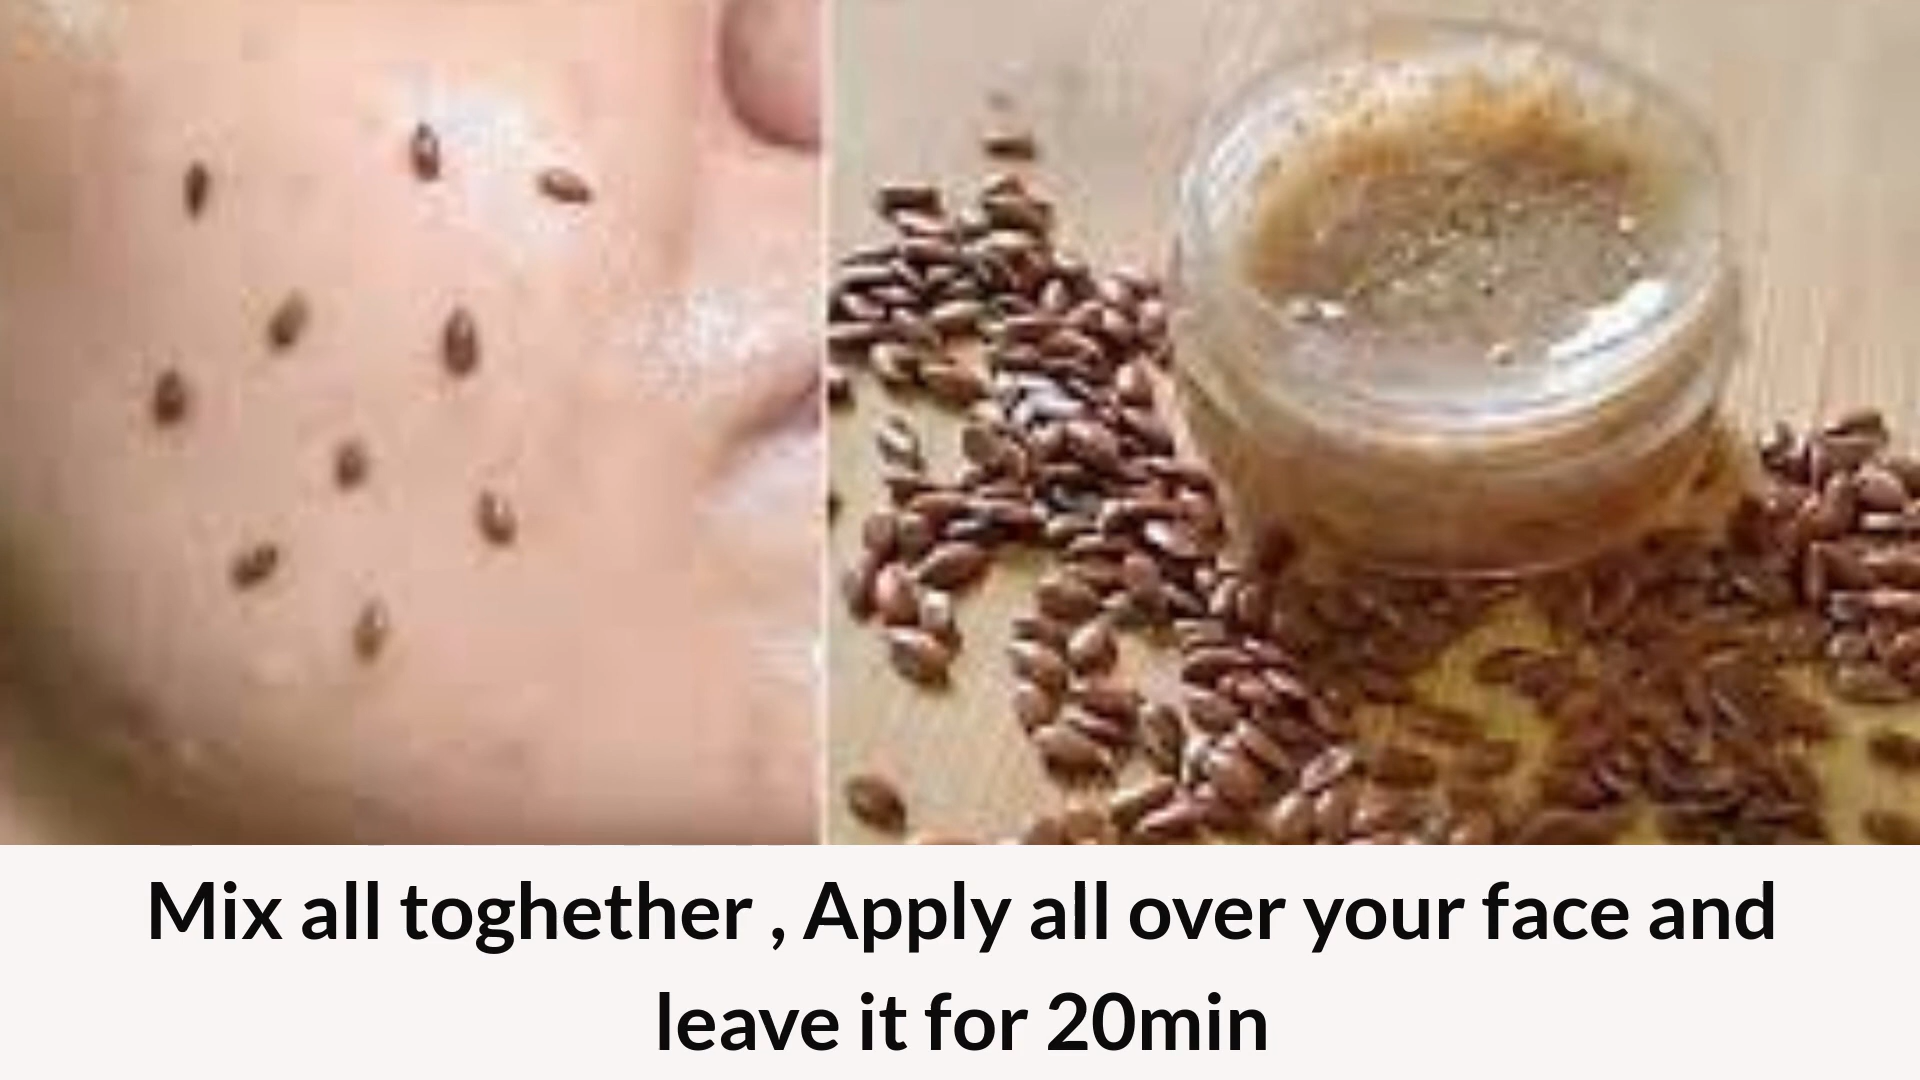 Mix all toghether , Apply all over your face and
leave it for 20min